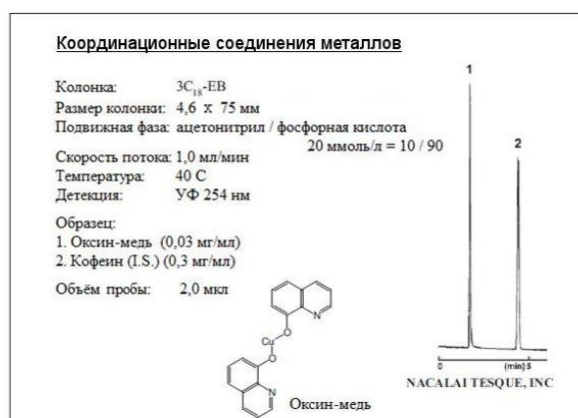 Координационные соединения металлов
Колонка: 3C18-EB
Размер колонки: 4,6 x 75 мм
Подвижная фаза: ацетонитрил / фосфорная кислота
20 ммоль/л = 10 / 90
Скорость потока: 1,0 мл/мин
Температура: 40 С
Детекция: УФ 254 нм
Образец:
1. Оксин-медь (0,03 мг/мл)
2. Кофеин (I.S.) (0,3 мг/мл)
Объём пробы: 2,0 мкл
N
O
Cu
O
N
Оксин-медь
1
2
0 (min) 5
NACALAI TESQUE, INC